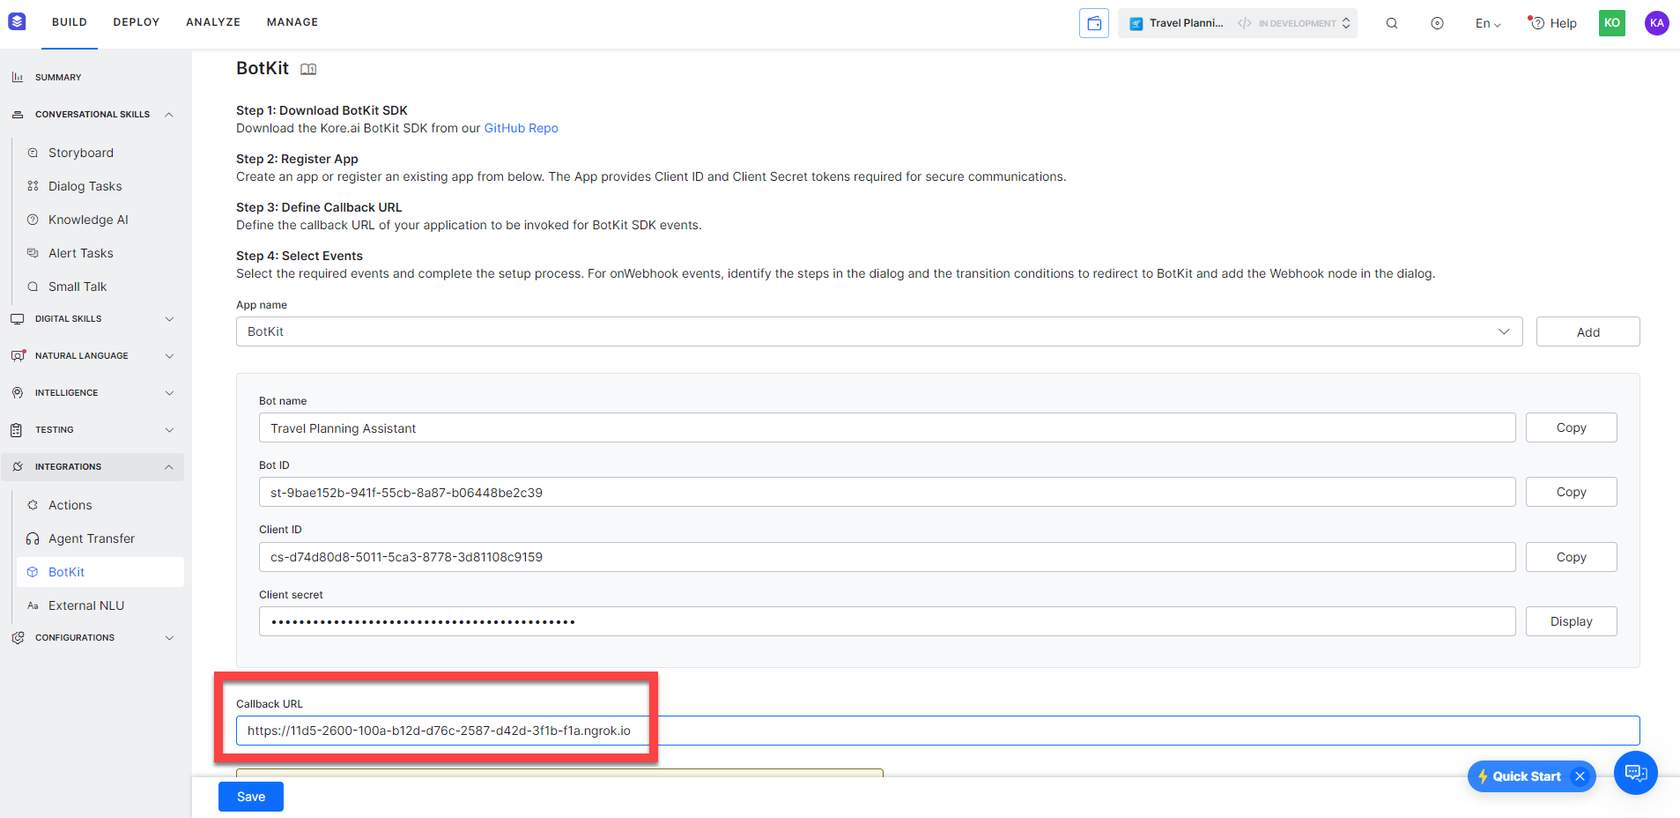 BUILD DEPLOY ANALYZE MANAGE
Travel Planni... </> IN DEVELOPMENT
En
Help
KO
KA
SUMMARY
CONVERSATIONAL SKILLS
Storyboard
Dialog Tasks
Knowledge AI
Alert Tasks
Small Talk
DIGITAL SKILLS
NATURAL LANGUAGE
INTELLIGENCE
TESTING
INTEGRATIONS
Actions
Agent Transfer
BotKit
Aa External NLU
CONFIGURATIONS
BotKit
Step 1: Download BotKit SDK
Download the Kore.ai BotKit SDK from our GitHub Repo
Step 2: Register App
Create an app or register an existing app from below. The App provides Client ID and Client Secret tokens required for secure communications.
Step 3: Define Callback URL
Define the callback URL of your application to be invoked for BotKit SDK events.
Step 4: Select Events
Select the required events and complete the setup process. For onWebhook events, identify the steps in the dialog and the transition conditions to redirect to BotKit and add the Webhook node in the dialog.
App name
BotKit
Add
Bot name
Travel Planning Assistant
Copy
Bot ID
st-9bae152b-941f-55cb-8a87-b06448be2c39
Copy
Client ID
cs-d74d80d8-5011-5ca3-8778-3d81108c9159
Copy
Client secret
••••••••••••••••••••••••••••••••••••••••••••
Display
Callback URL
https://11d5-2600-100a-b12d-d76c-2587-d42d-3f1b-f1a.ngrok.io
Quick Start
Save